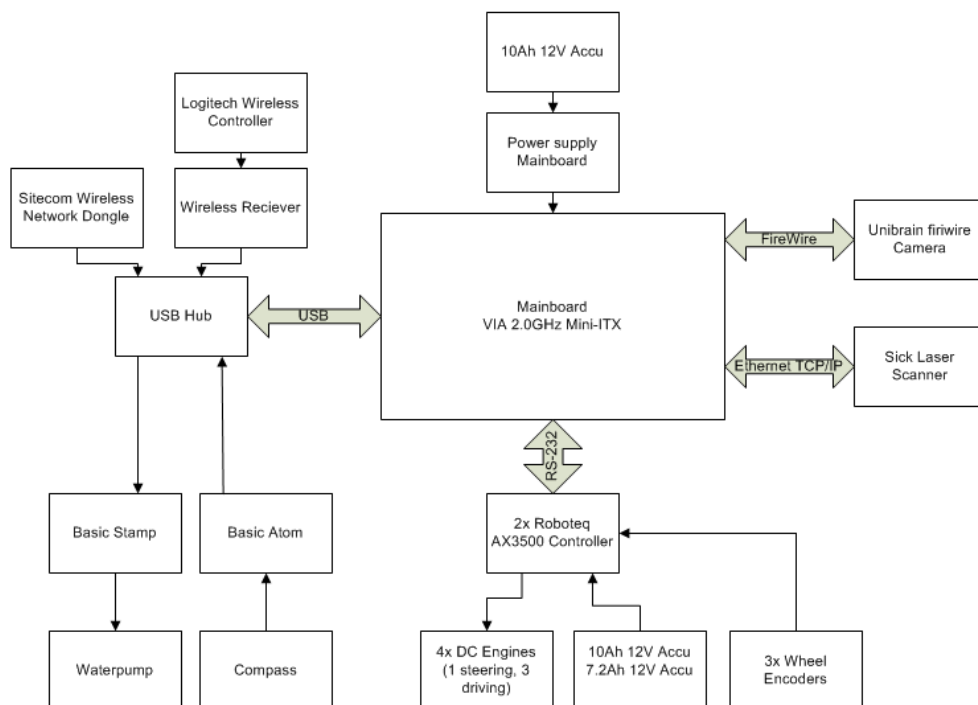 10Ah 12V Accu
Logitech Wireless
Controller
Power supply
Mainboard
Sitecom Wireless
Network Dongle
Wireless Reciever
FireWire
Unibrain firiwire
Camera
USB Hub
USB
Mainboard
VIA 2.0GHz Mini-ITX
Ethernet TCP/IP
Sick Laser
Scanner
RS-232
Basic Stamp
Basic Atom
2x Roboteq
AX3500 Controller
Waterpump
Compass
4x DC Engines
(1 steering, 3
driving)
10Ah 12V Accu
7.2Ah 12V Accu
3x Wheel
Encoders